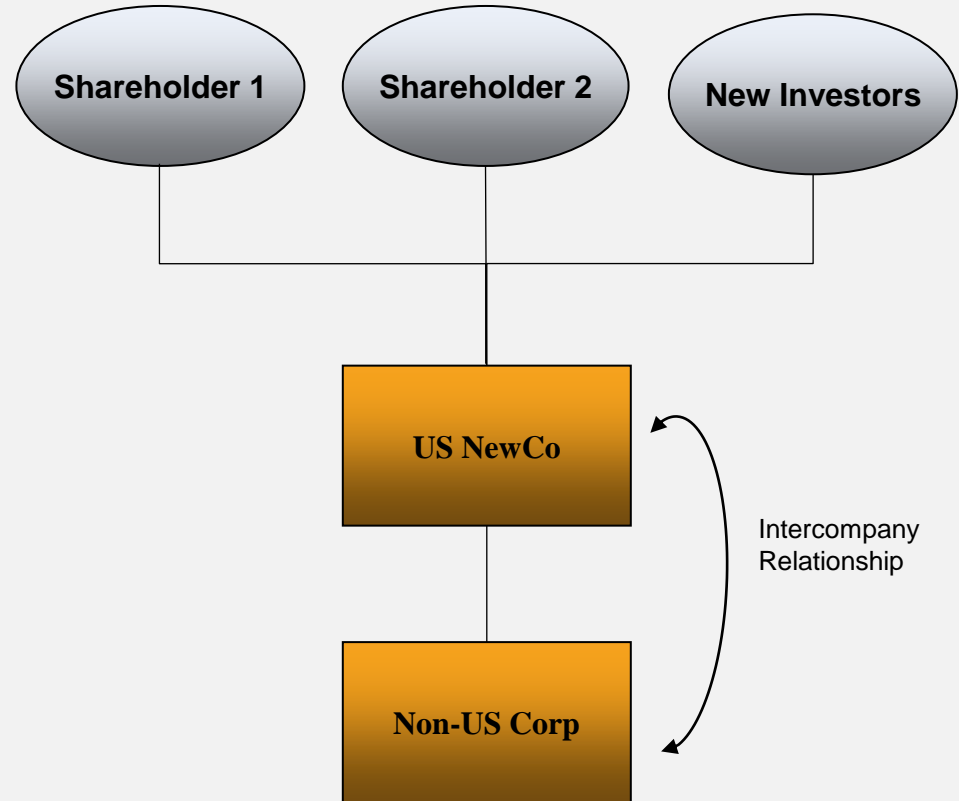 Shareholder 1
Shareholder 2
New Investors
US NewCo
Intercompany
Relationship
Non-US Corp